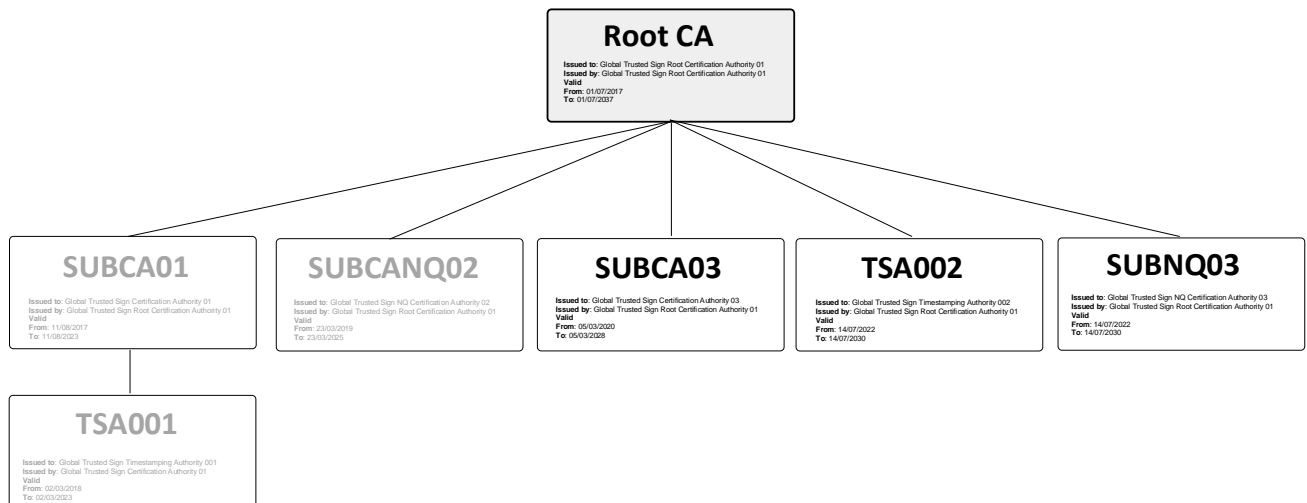 Root CA
Issued to: Global Trusted Sign Root Certification Authority 01
Issued by: Global Trusted Sign Root Certification Authority 01
Valid
From: 01/07/2017
To: 01/07/2037
SUBCA01
Issued to: Global Trusted Sign Certification Authority 01
Issued by: Global Trusted Sign Root Certification Authority 01
Valid
From: 11/08/2017
To: 11/08/2023
SUBCANQ02
Issued to: Global Trusted Sign NQ Certification Authority 02
Issued by: Global Trusted Sign Root Certification Authority 01
Valid
From: 23/03/2019
To: 23/03/2025
SUBCA03
Issued to: Global Trusted Sign Certification Authority 03
Issued by: Global Trusted Sign Root Certification Authority 01
Valid
From: 05/03/2020
To: 05/03/2028
TSA002
Issued to: Global Trusted Sign Timestamping Authority 002
Issued by: Global Trusted Sign Root Certification Authority 01
Valid
From: 14/07/2022
To: 14/07/2030
SUBNQ03
Issued to: Global Trusted Sign NQ Certification Authority 03
Issued by: Global Trusted Sign Root Certification Authority 01
Valid
From: 14/07/2022
To: 14/07/2030
TSA001
Issued to: Global Trusted Sign Timestamping Authority 001
Issued by: Global Trusted Sign Certification Authority 01
Valid
From: 02/03/2018
To: 02/03/2023